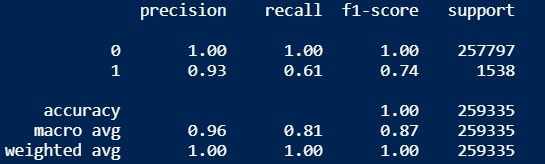 precision recall f1-score support
0 1.00 1.00 1.00 257797
1 0.93 0.61 0.74 1538
accuracy 1.00 259335
macro avg 0.96 0.81 0.87 259335
weighted avg 1.00 1.00 1.00 259335